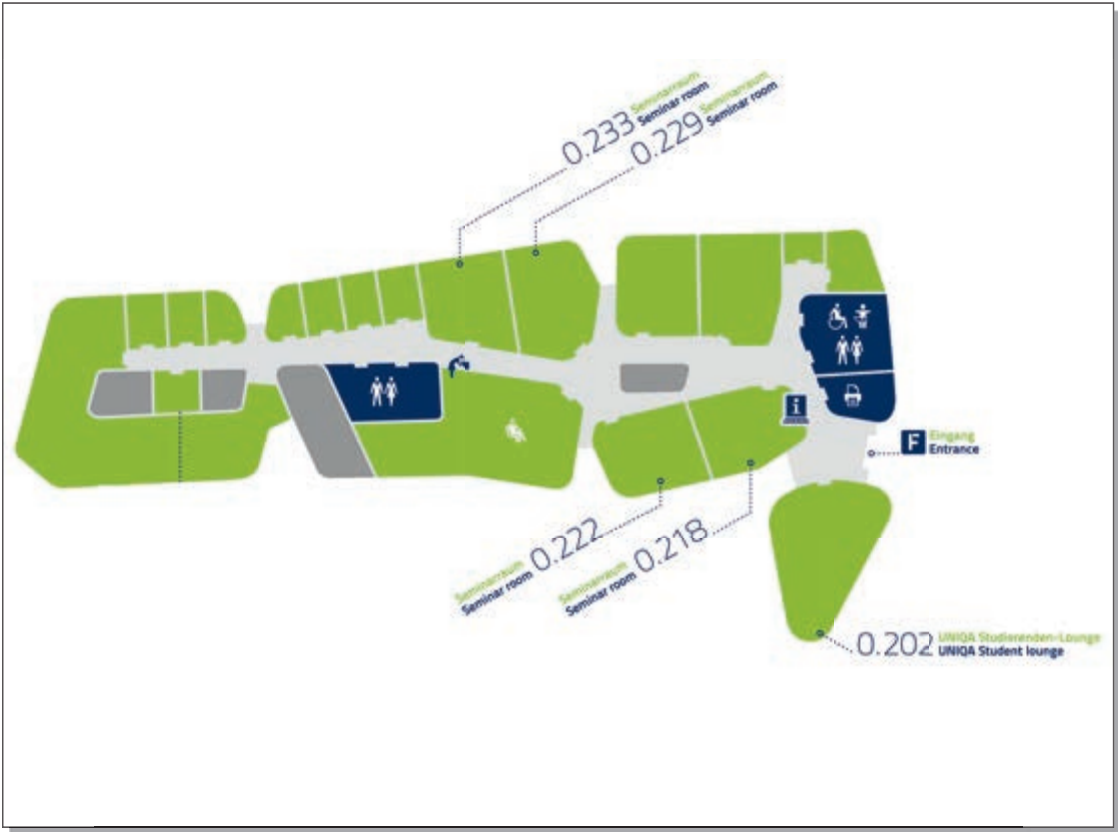 Seminarraum
0.233 Seminar room
Seminarraum
0.229 Seminar room
i
F Eingang
Entrance
Seminarraum
Seminar room 0.222
Seminarraum
Seminar room 0.218
0.202 UNIQA Studierenden-Lounge
UNIQA Student lounge